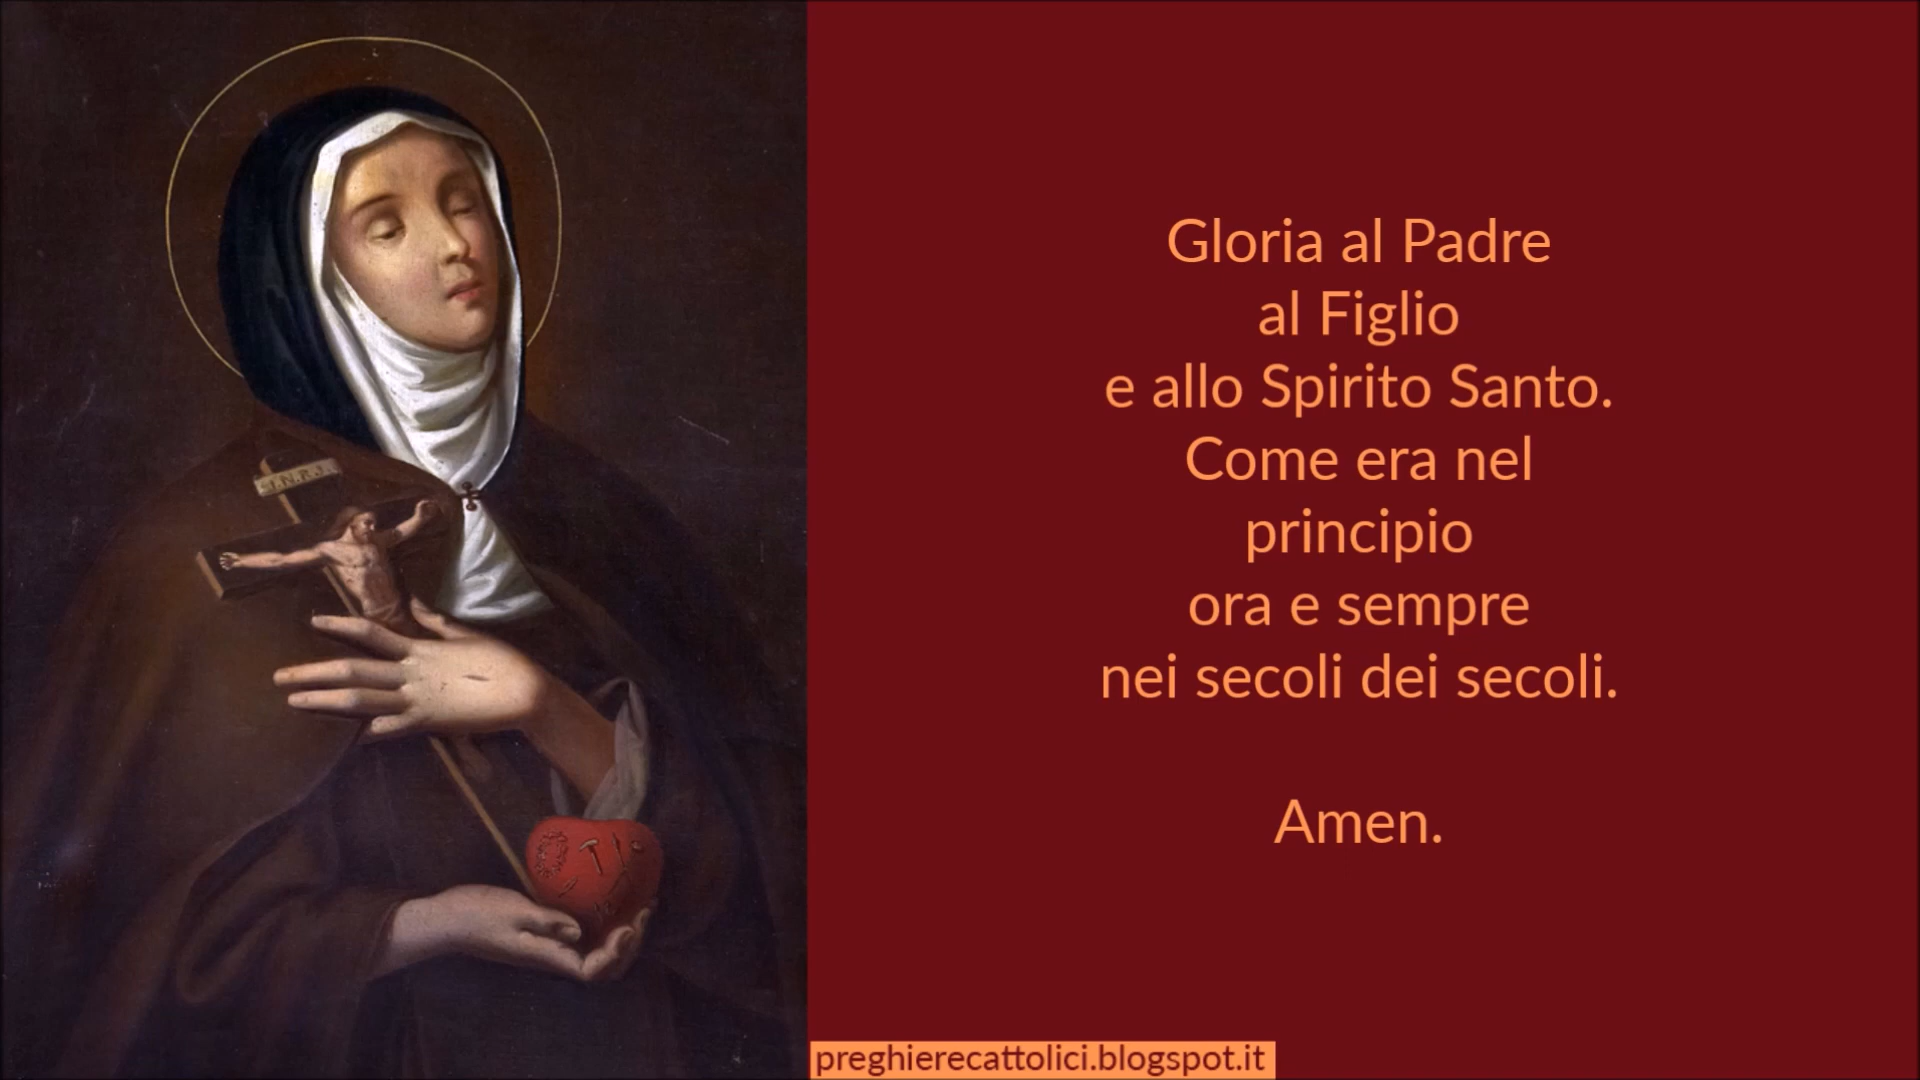 I.N.R.J.
Gloria al Padre
al Figlio
e allo Spirito Santo.
Come era nel
principio
ora e sempre
nei secoli dei secoli.
Amen.
preghierecattolici.blogspot.it